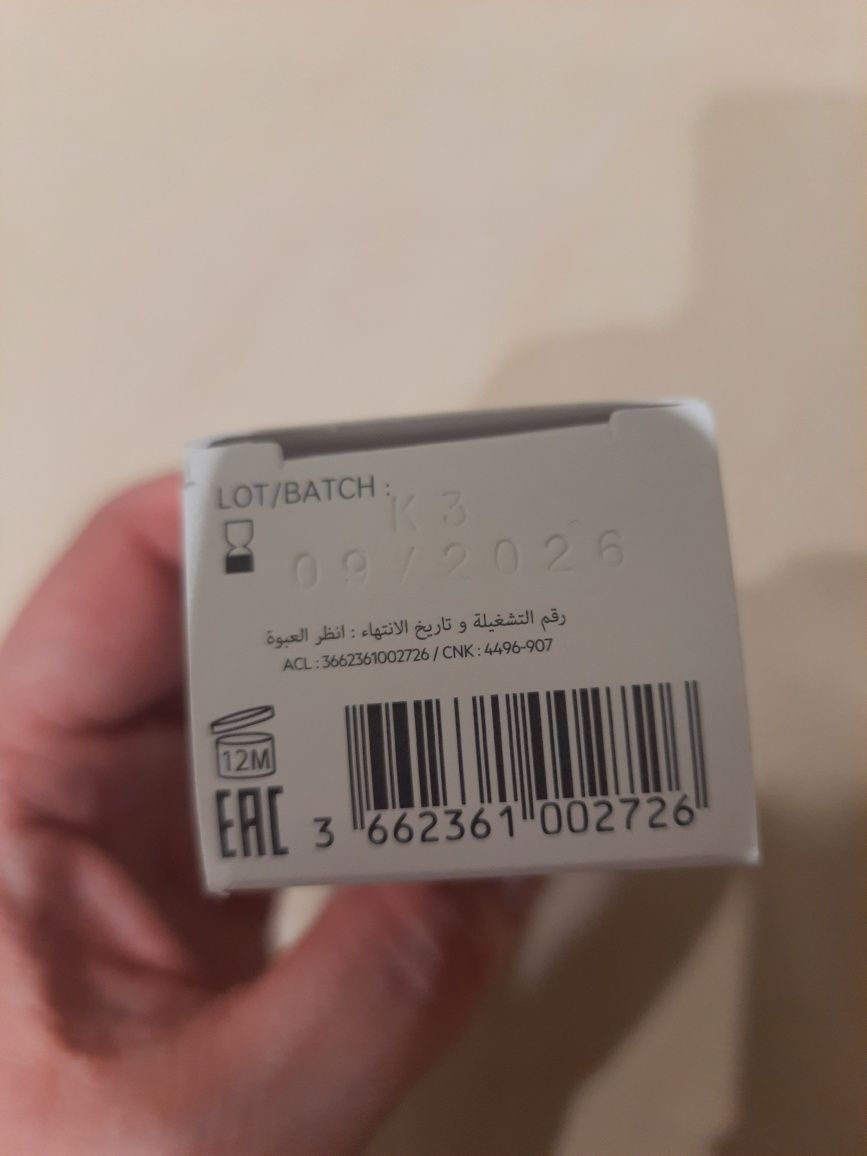 LOT/BATCH :
K3
09/2026
رقم التشغيلة و تاريخ الانتهاء : انظر العبوة
ACL : 3662361002726 / CNK : 4496-907
12M
EAC
3 662361 002726